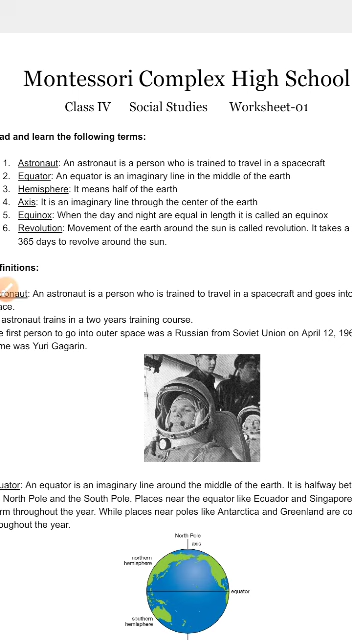 Montessori Complex High School
Class IV Social Studies Worksheet-01
ad and learn the following terms:
1. Astronaut: An astronaut is a person who is trained to travel in a spacecraft
2. Equator: An equator is an imaginary line in the middle of the earth
3. Hemisphere: It means half of the earth
4. Axis: It is an imaginary line through the center of the earth
5. Equinox: When the day and night are equal in length it is called an equinox
6. Revolution: Movement of the earth around the sun is called revolution. It takes a
365 days to revolve around the sun.
finitions:
ronaut: An astronaut is a person who is trained to travel in a spacecraft and goes into
ace.
astronaut trains in a two years training course.
e first person to go into outer space was a Russian from Soviet Union on April 12, 196
me was Yuri Gagarin.
uator: An equator is an imaginary line around the middle of the earth. It is halfway bet
North Pole and the South Pole. Places near the equator like Ecuador and Singapore
rm throughout the year. While places near poles like Antarctica and Greenland are co
oughout the year.
North Pole
axis
northern
hemisphere
equator
southern
hemisphere